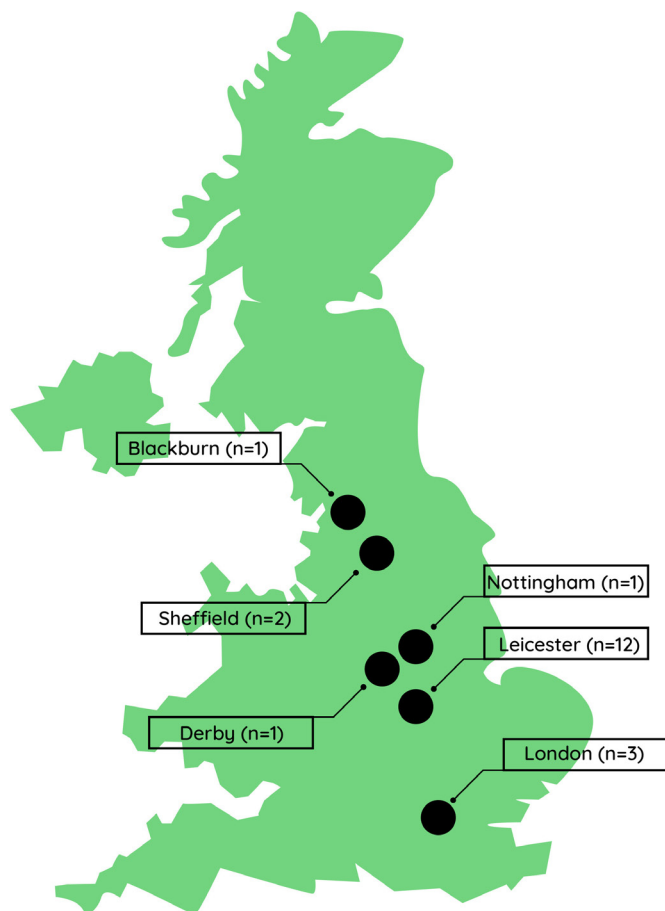 Blackburn (n=1)
Nottingham (n=1)
Sheffield (n=2)
Leicester (n=12)
Derby (n=1)
London (n=3)